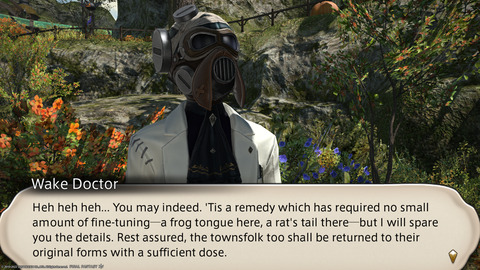 Wake Doctor
Heh heh heh... You may indeed. 'Tis a remedy which has required no small
amount of fine-tuning—a frog tongue here, a rat's tail there—but I will spare
you the details. Rest assured, the townsfolk too shall be returned to their
original forms with a sufficient dose.